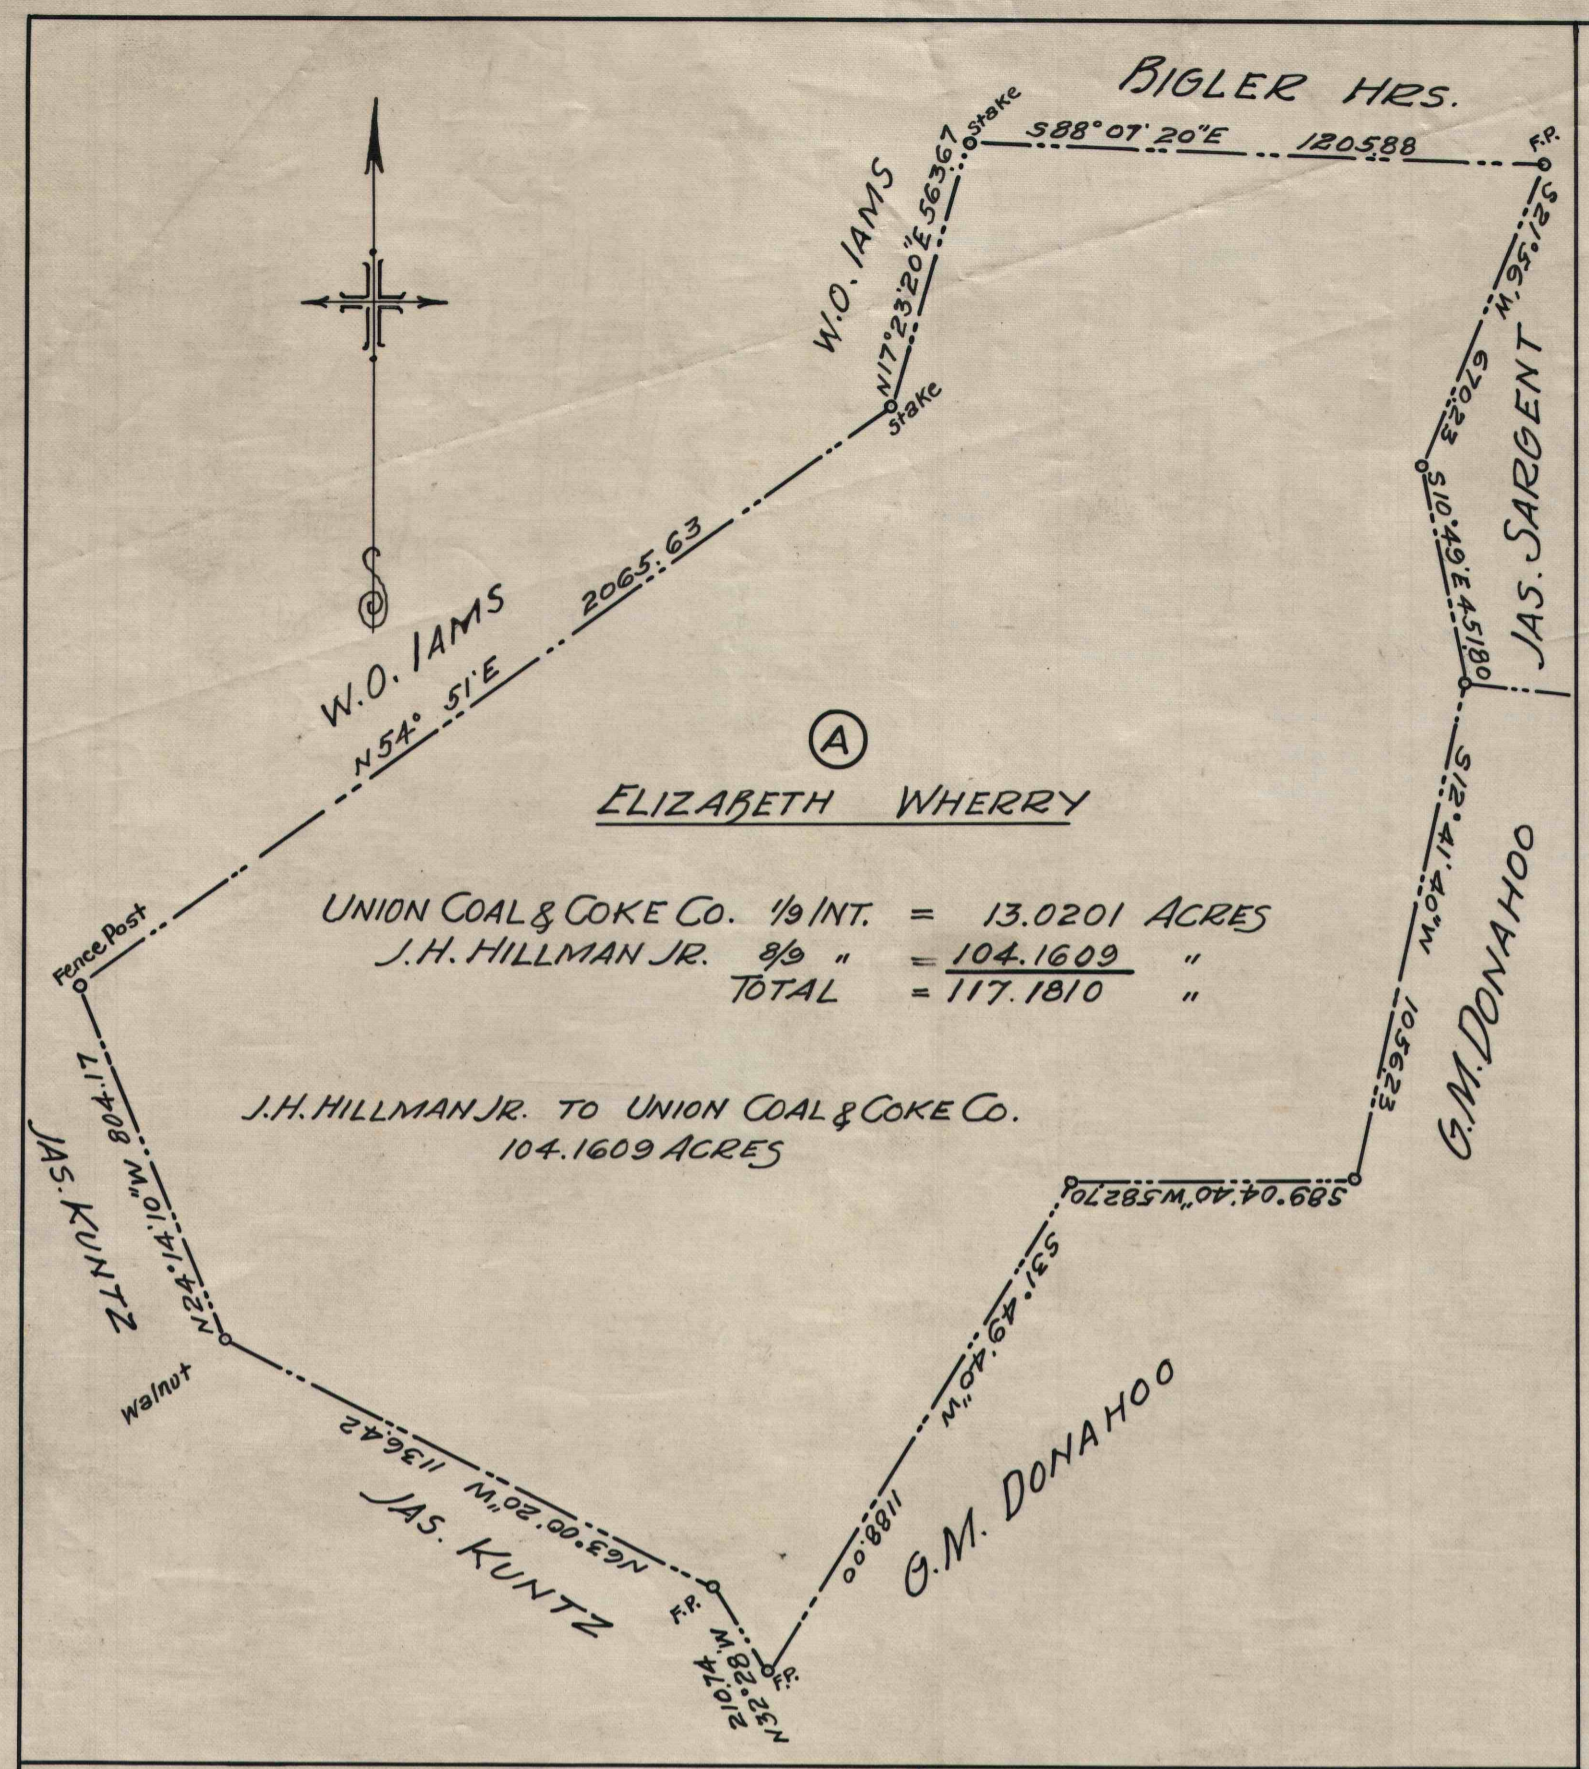 BIGLER HRS.
Stake
S88° 07' 20"E 1205.88
F.P.
W.O. IAMS
N17° 23' 20"E 563.67
Stake
S21° 56' W 670.23
JAS. SARGENT
S10° 49' E 451.80
W.O. IAMS
N54° 51' E 2065.63
A
ELIZABETH WHERRY
S12° 41' 40"W 1056.23
G.M. DONAHOO
UNION COAL & COKE CO. 1/9 INT. = 13.0201 ACRES
J.H. HILLMAN JR. 8/9 " = 104.1609 "
TOTAL = 117.1810 "
Fence Post
J.H. HILLMAN JR. TO UNION COAL & COKE CO.
104.1609 ACRES
N24° 14' 10"W 804.17
JAS. KUNTZ
S89° 04' 40"W 582.70
S31° 49' 40"W
1188.00
G.M. DONAHOO
Walnut
N63° 00' 20"W 1136.42
JAS. KUNTZ
F.P.
F.P.
N32° 28' W
210.74